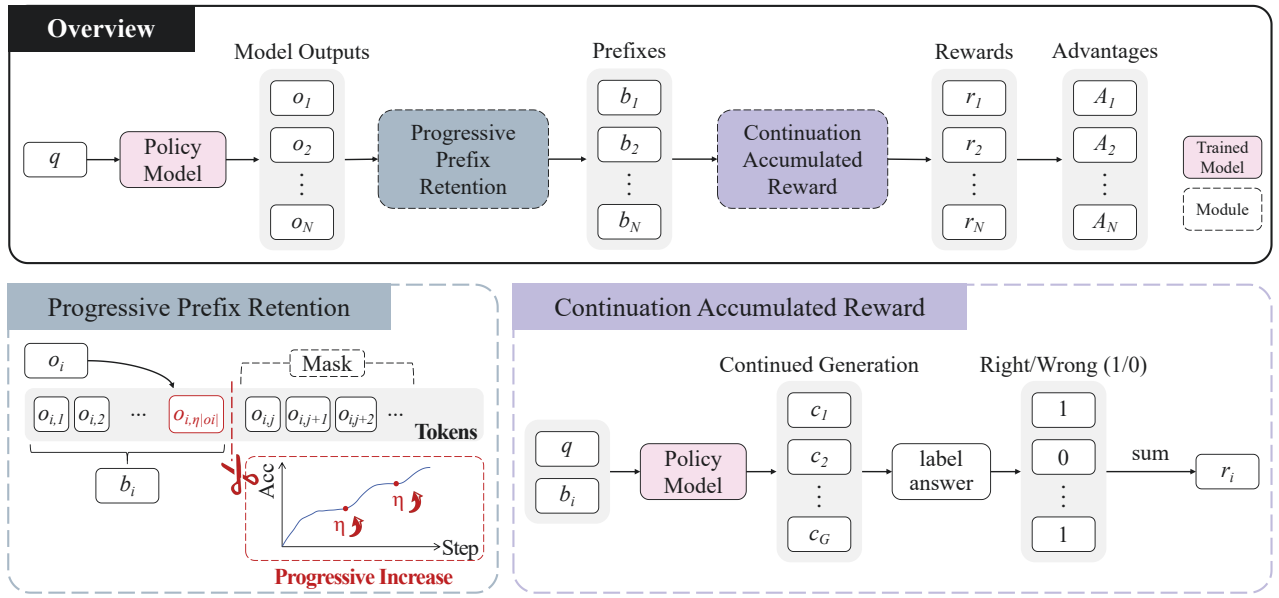 Overview
Model Outputs
Prefixes
Rewards
Advantages
q
Policy
Model
o1
o2
⋮
oN
Progressive
Prefix
Retention
b1
b2
⋮
bN
Continuation
Accumulated
Reward
r1
r2
⋮
rN
A1
A2
⋮
AN
Trained
Model
Module
Progressive Prefix Retention
oi
Mask
oi,1 oi,2 ... oi,η|oi| oi,j oi,j+1 oi,j+2 ...
Tokens
bi
Acc
η
η
Step
Progressive Increase
Continuation Accumulated Reward
Continued Generation
Right/Wrong (1/0)
q
bi
Policy
Model
c1
c2
⋮
cG
label
answer
1
0
⋮
1
sum
ri